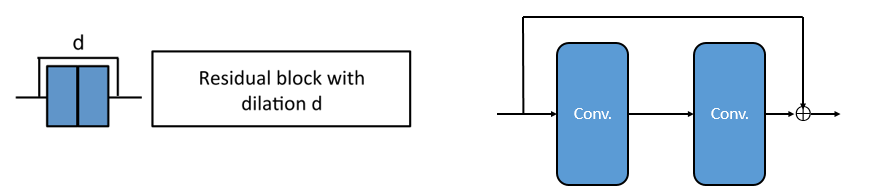 d
Residual block with
dilation d
Conv.
Conv.